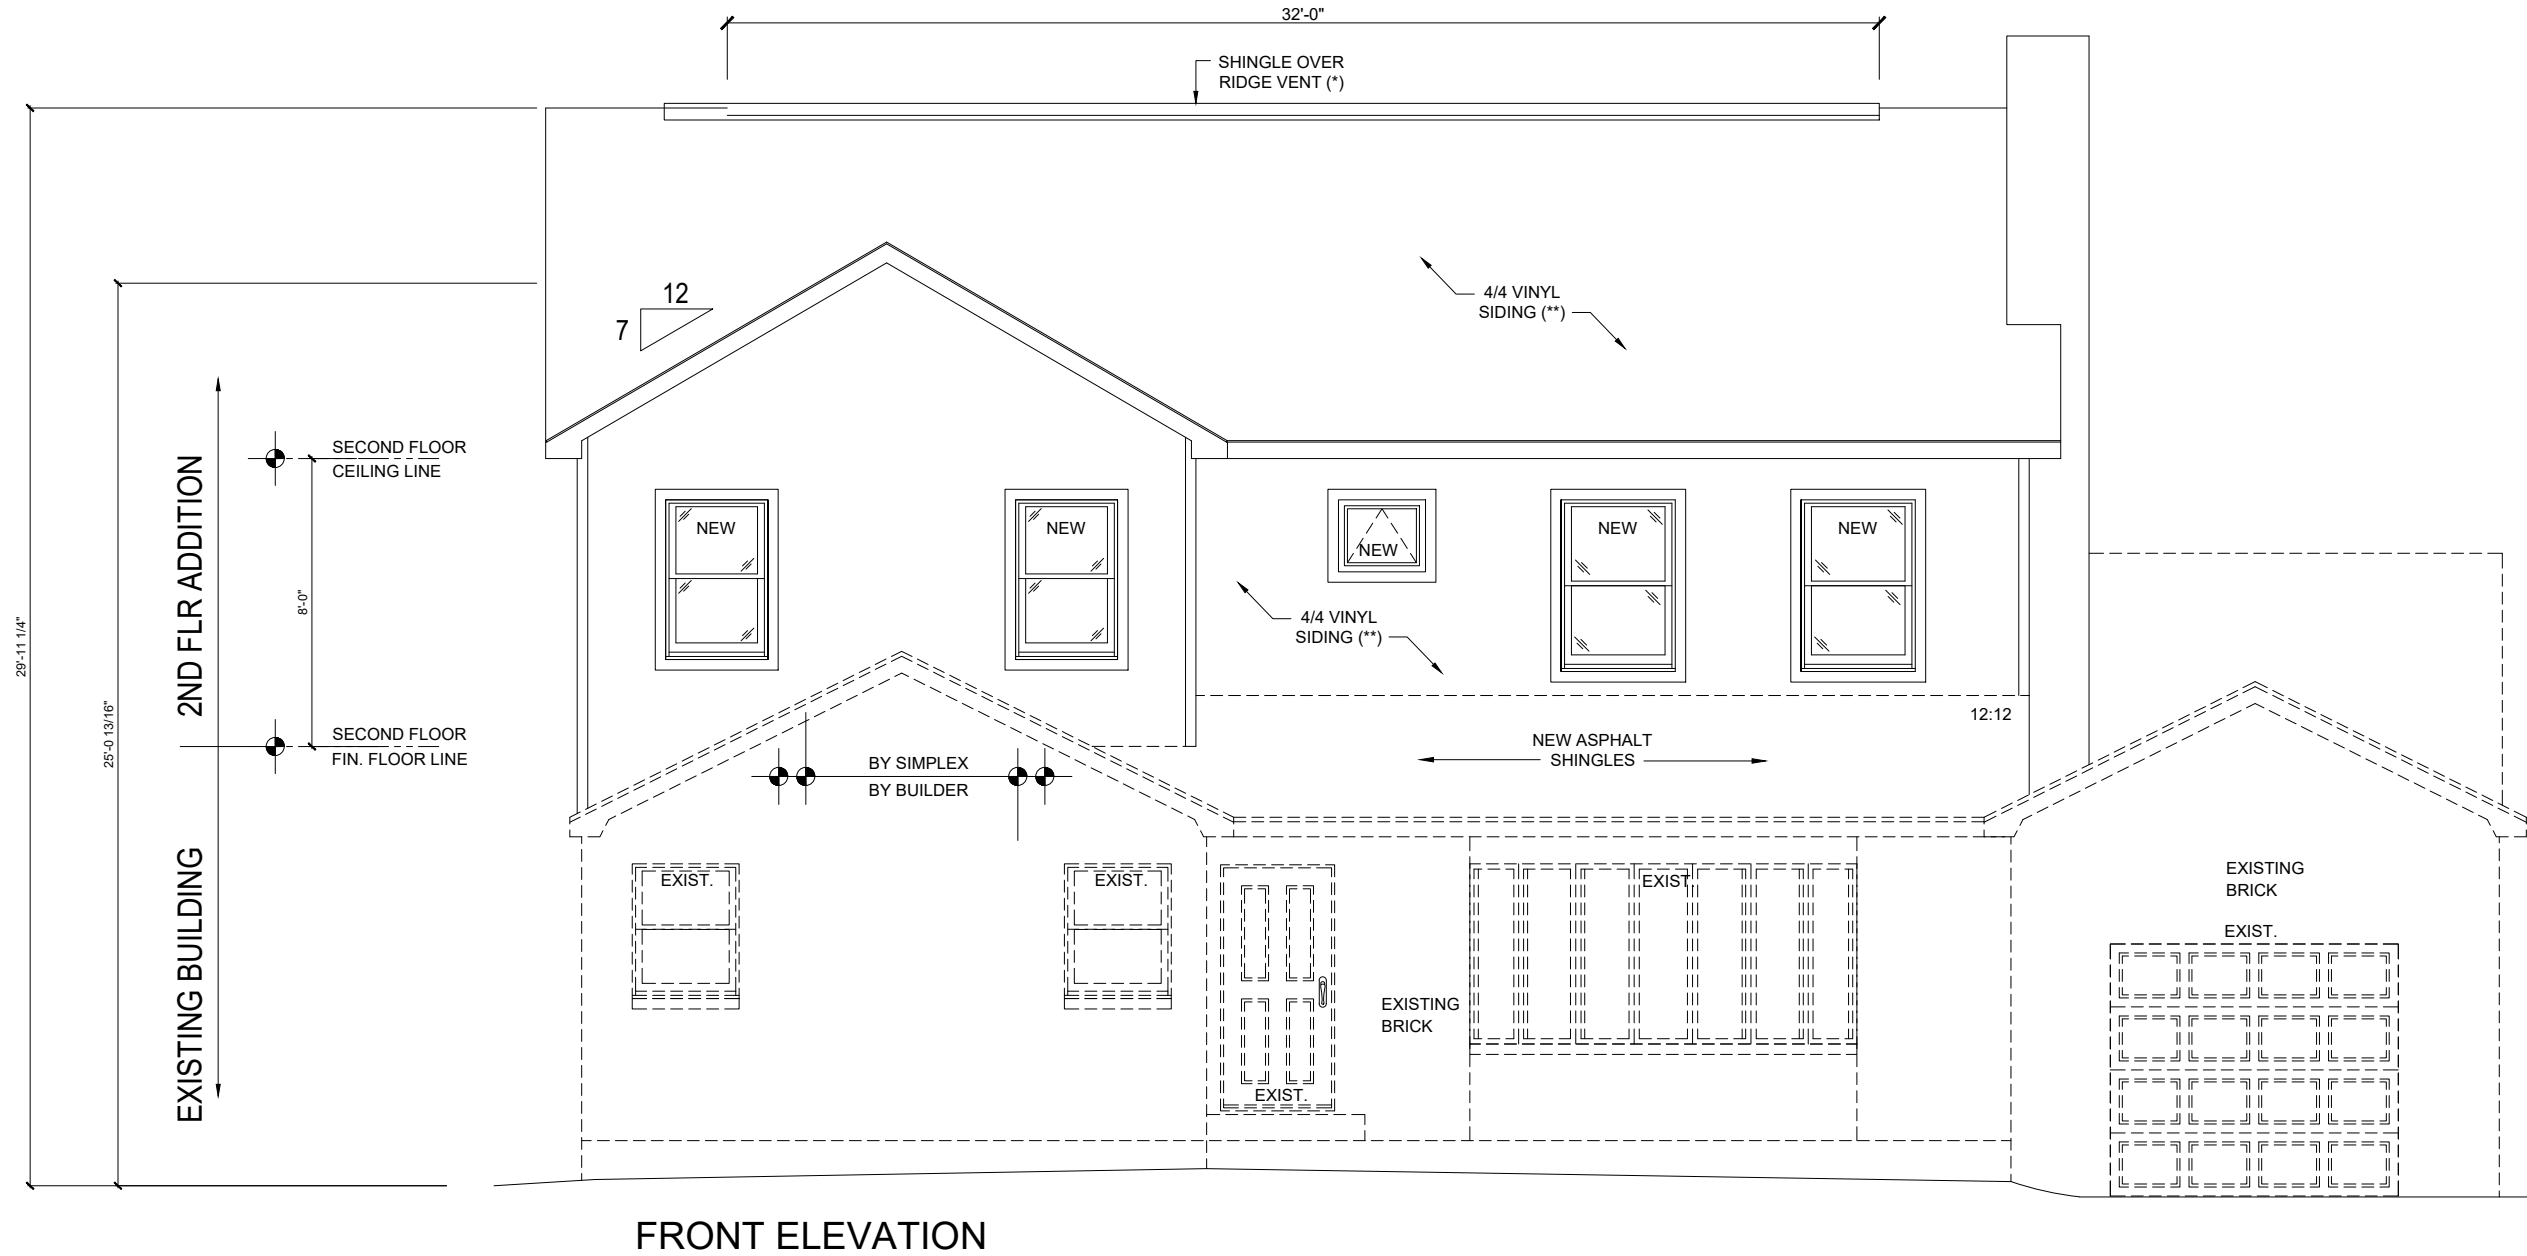 32'-0"
SHINGLE OVER
RIDGE VENT (*)
12
7
4/4 VINYL
SIDING (**)
29'-11 1/4"
25'-0 13/16"
2ND FLR ADDITION
EXISTING BUILDING
SECOND FLOOR
CEILING LINE
8'-0"
SECOND FLOOR
FIN. FLOOR LINE
NEW
NEW
NEW
NEW
NEW
4/4 VINYL
SIDING (**)
12:12
NEW ASPHALT
SHINGLES
BY SIMPLEX
BY BUILDER
EXIST.
EXIST.
EXIST.
EXIST.
EXISTING
BRICK
EXISTING
BRICK
EXIST.
FRONT ELEVATION